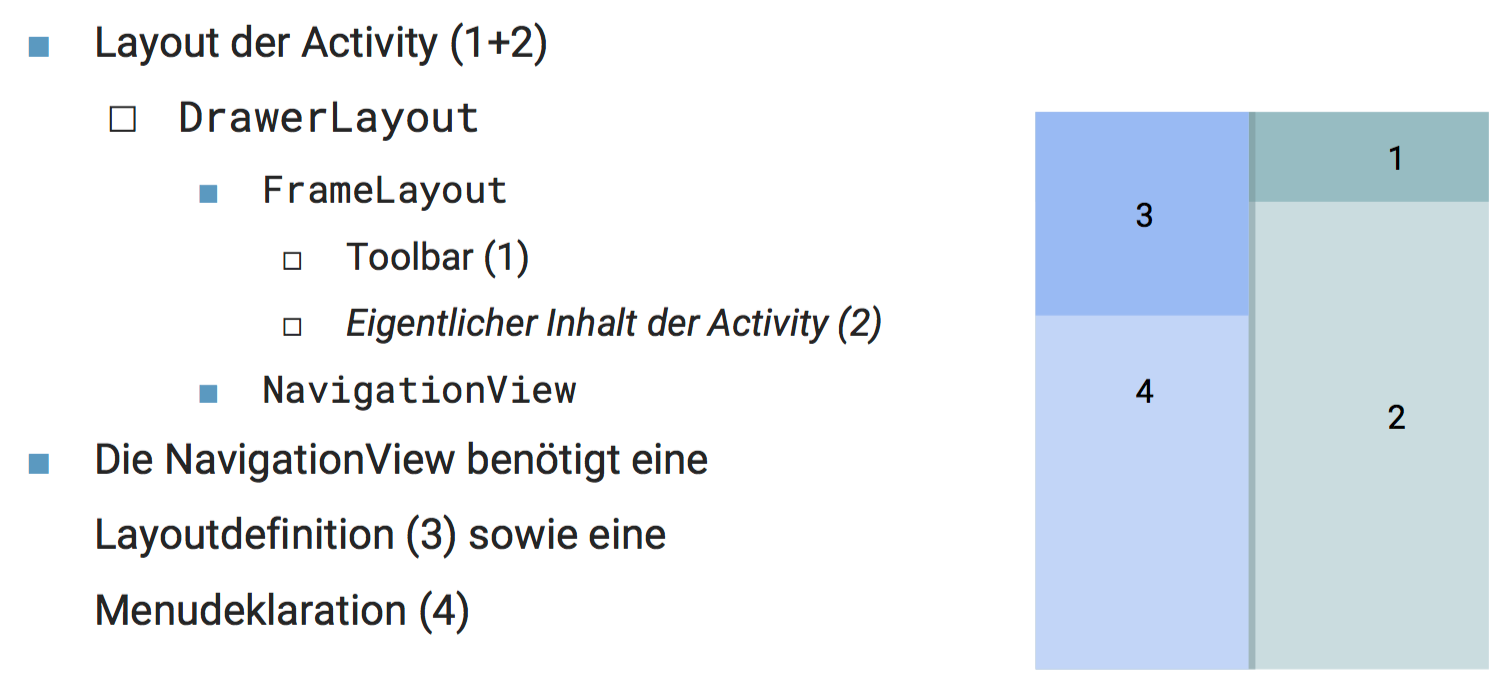 Layout der Activity (1+2)
DrawerLayout
FrameLayout
Toolbar (1)
Eigentlicher Inhalt der Activity (2)
NavigationView
Die NavigationView benötigt eine
Layoutdefinition (3) sowie eine
Menudeklaration (4)
1
3
4
2